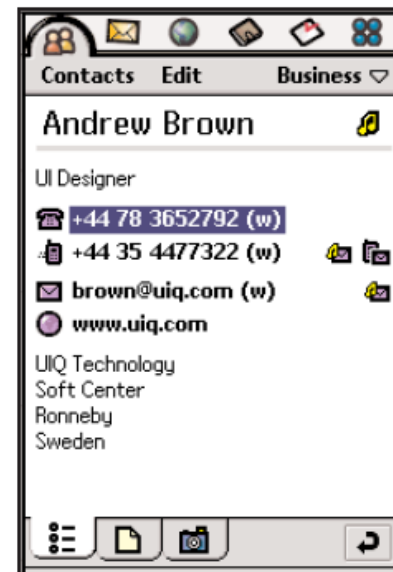 Contacts Edit Business
Andrew Brown
UI Designer
+44 78 3652792 (w)
+44 35 4477322 (w)
brown@uiq.com (w)
www.uiq.com
UIQ Technology
Soft Center
Ronneby
Sweden